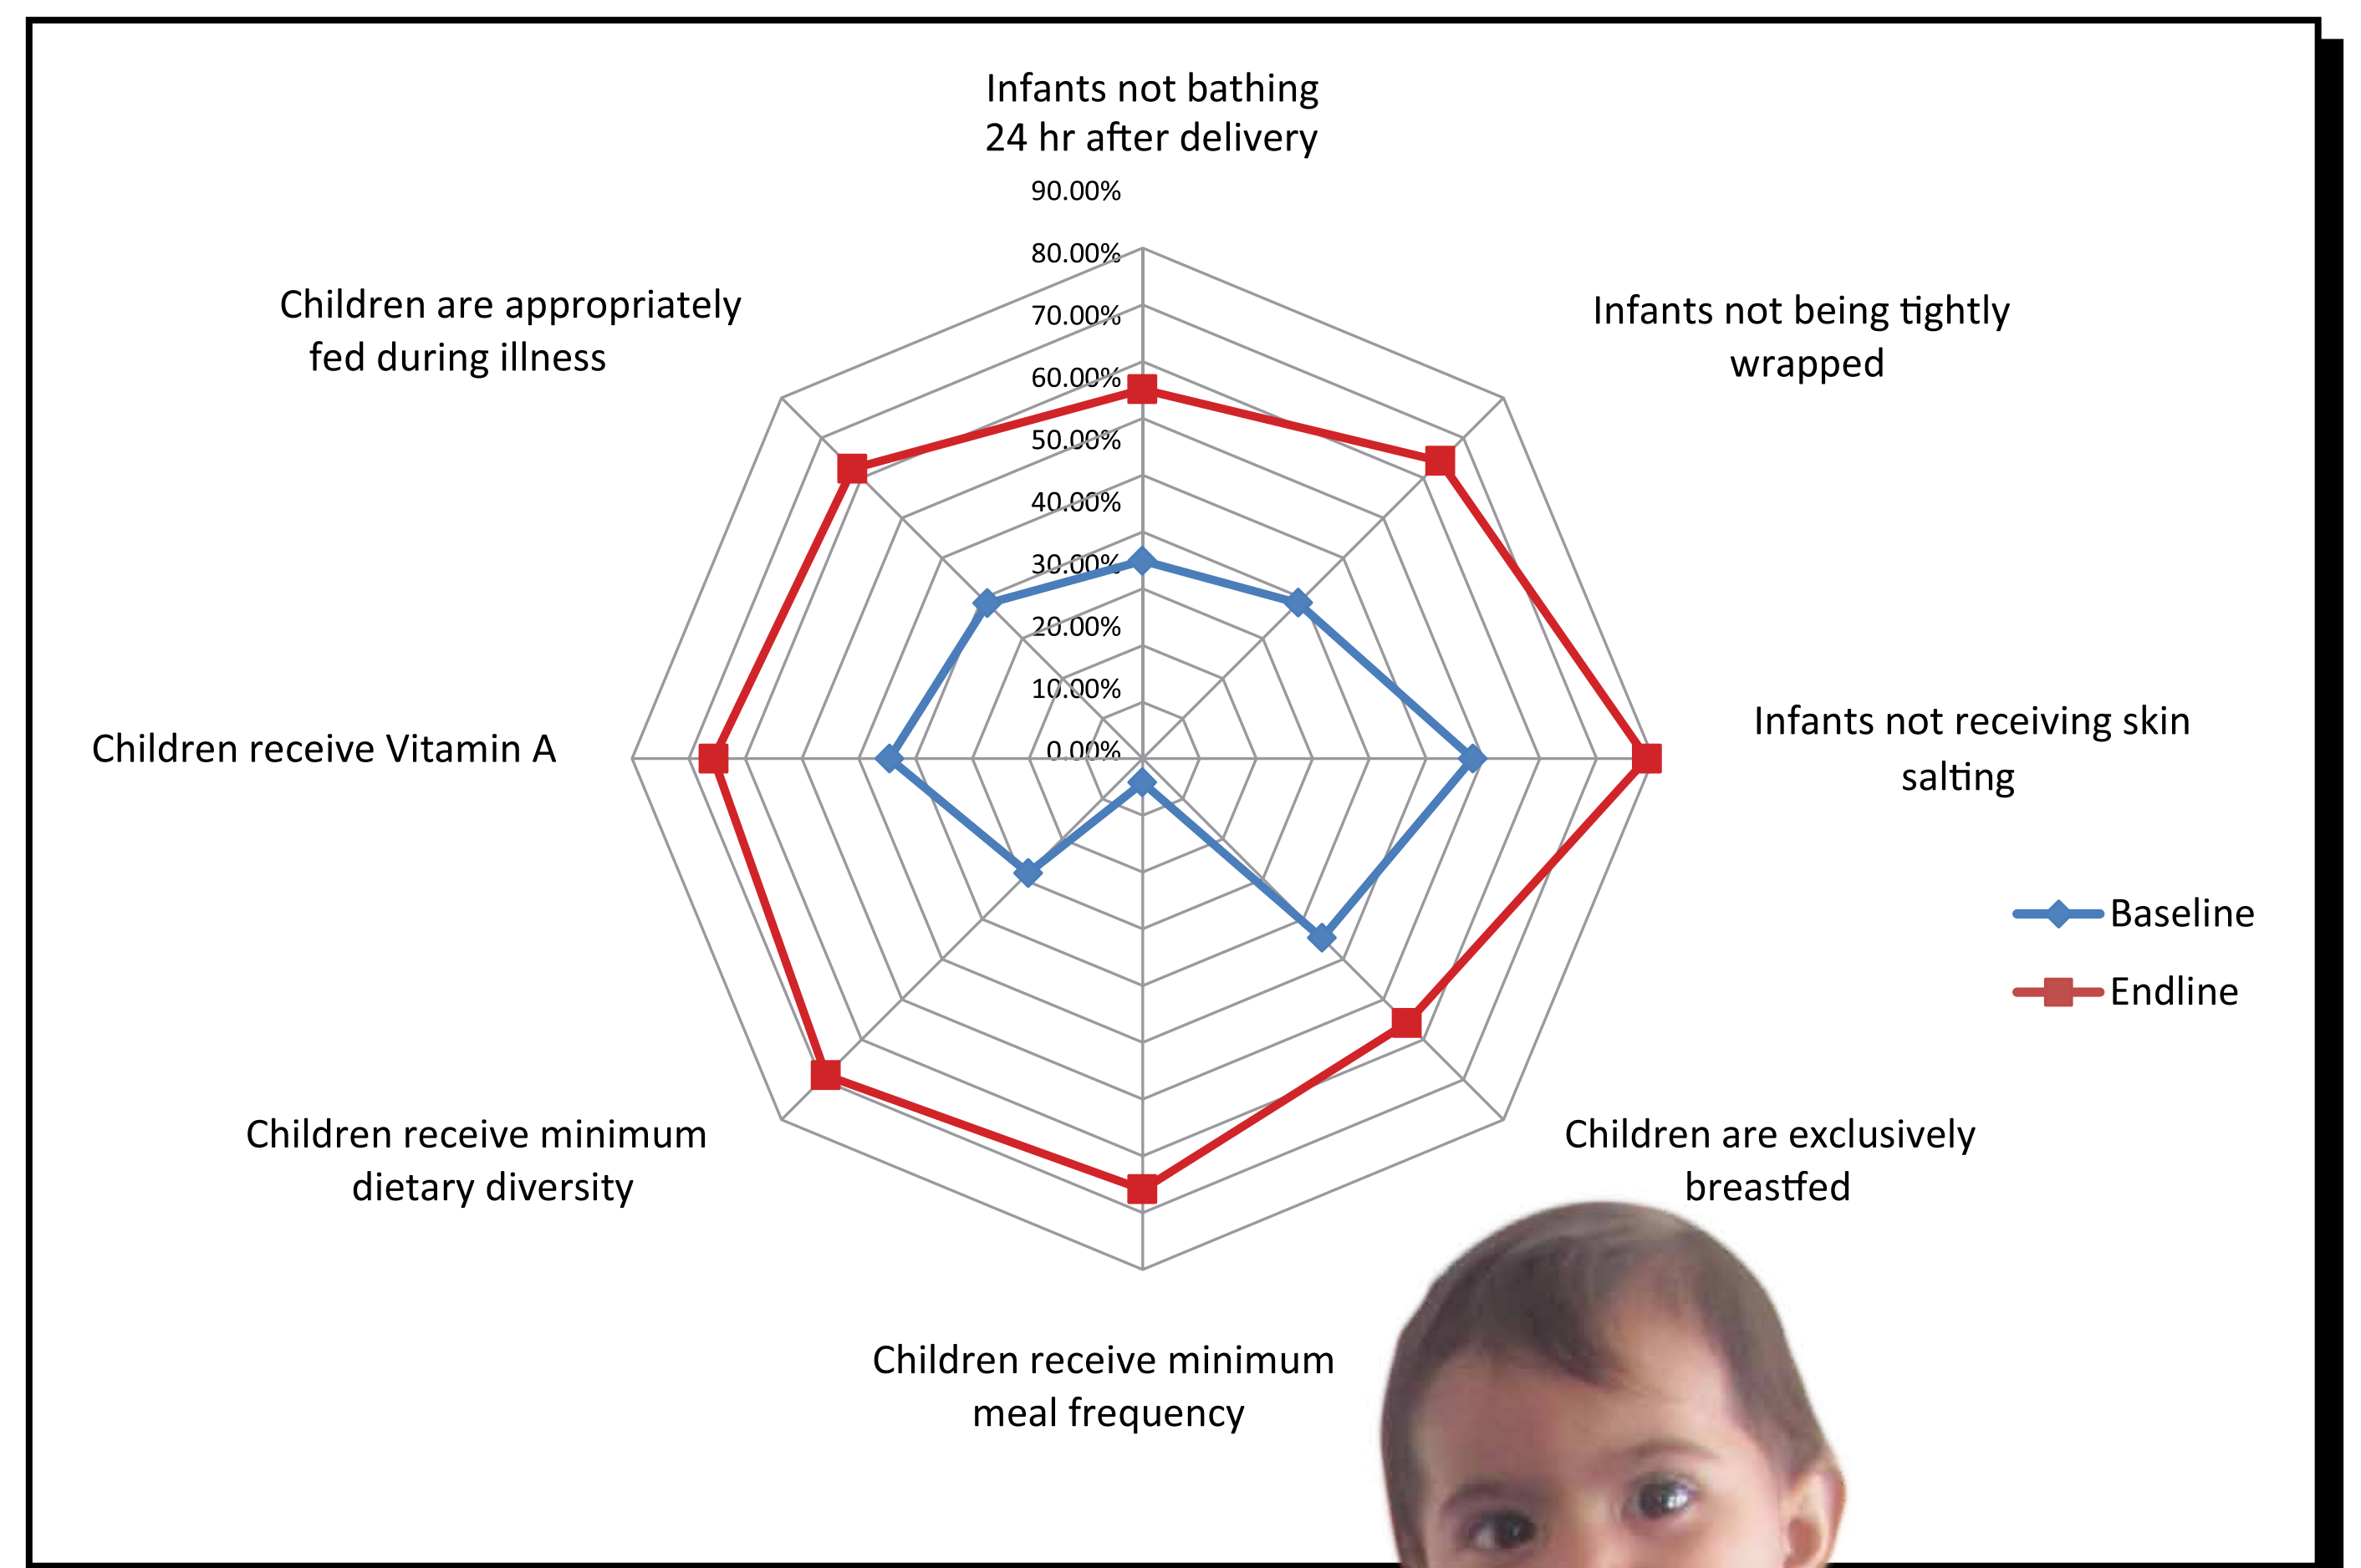 Infants not bathing
24 hr after delivery
90.00%
80.00%
70.00%
60.00%
50.00%
40.00%
30.00%
20.00%
10.00%
0.00%
Infants not being tightly
wrapped
Infants not receiving skin
salting
Children are exclusively
breastfed
Children receive minimum
meal frequency
Children receive minimum
dietary diversity
Children receive Vitamin A
Children are appropriately
fed during illness
Baseline
Endline